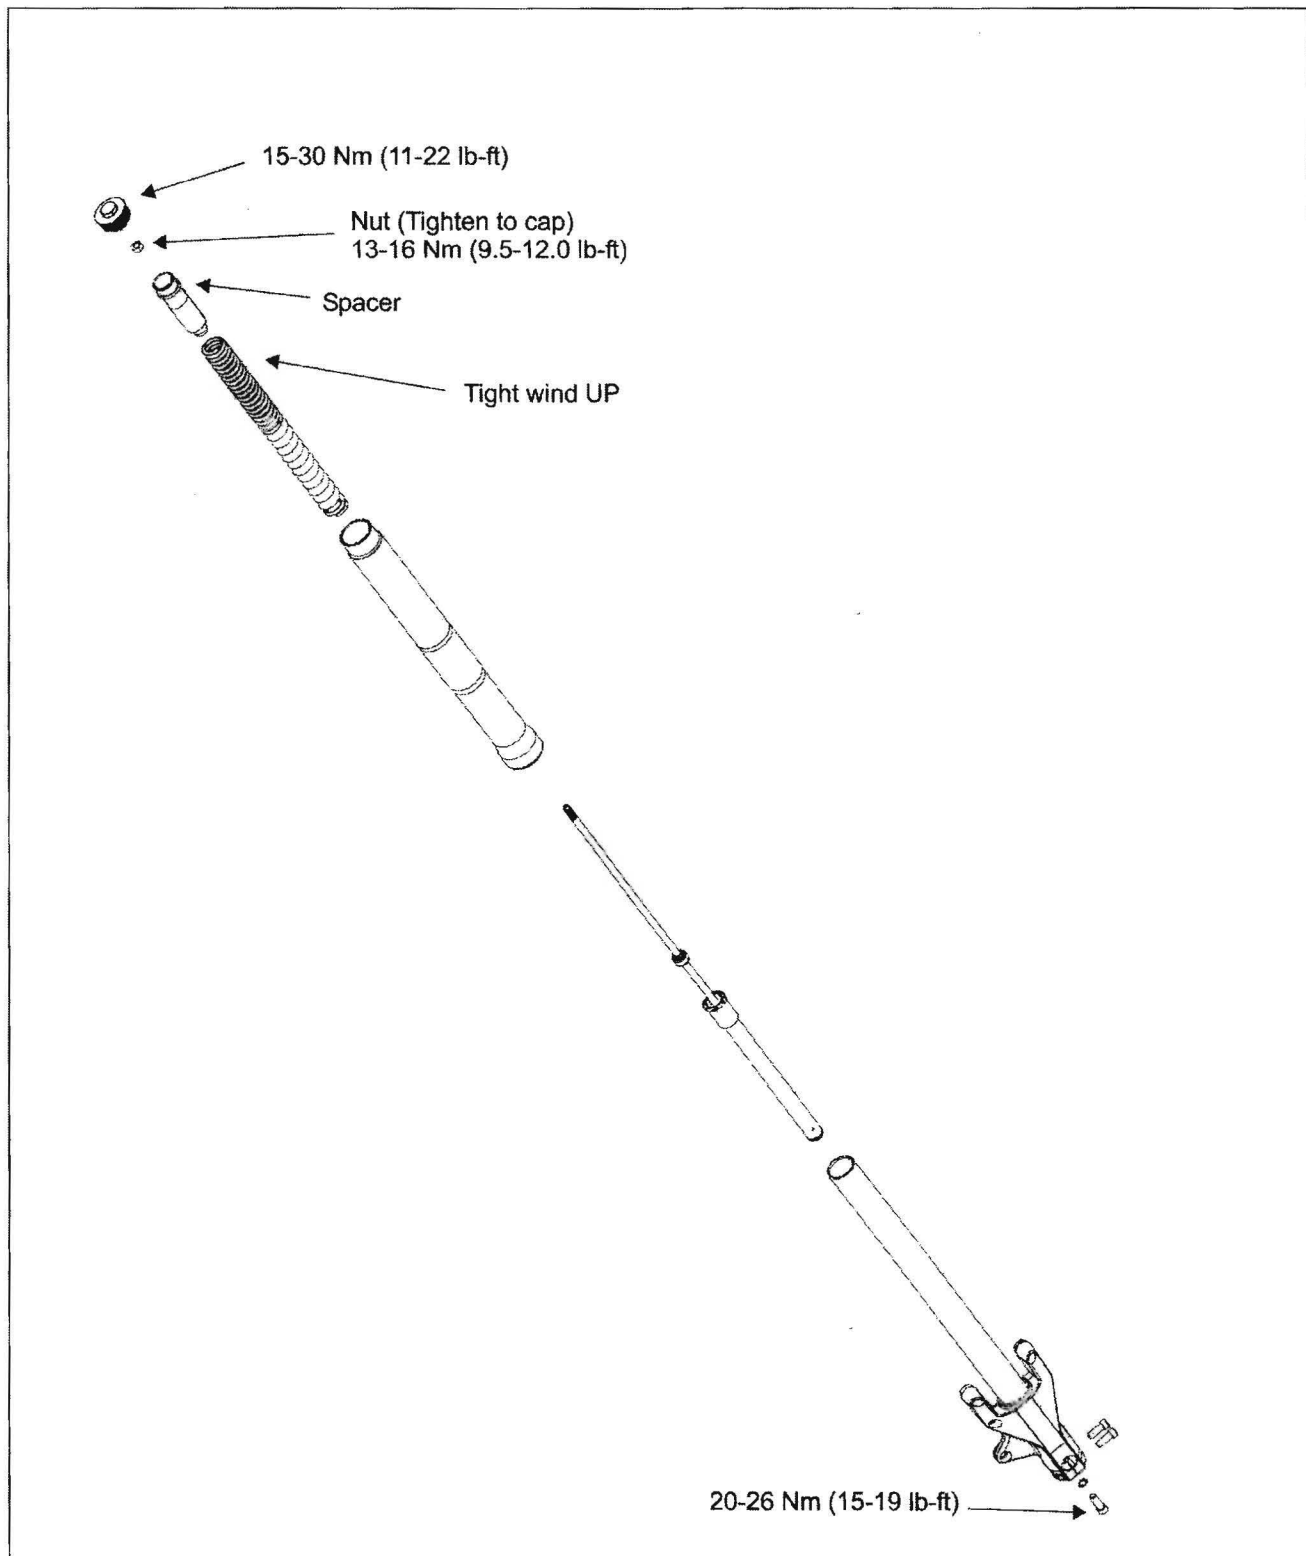 15-30 Nm (11-22 lb-ft)
Nut (Tighten to cap)
13-16 Nm (9.5-12.0 lb-ft)
Spacer
Tight wind UP
20-26 Nm (15-19 lb-ft)